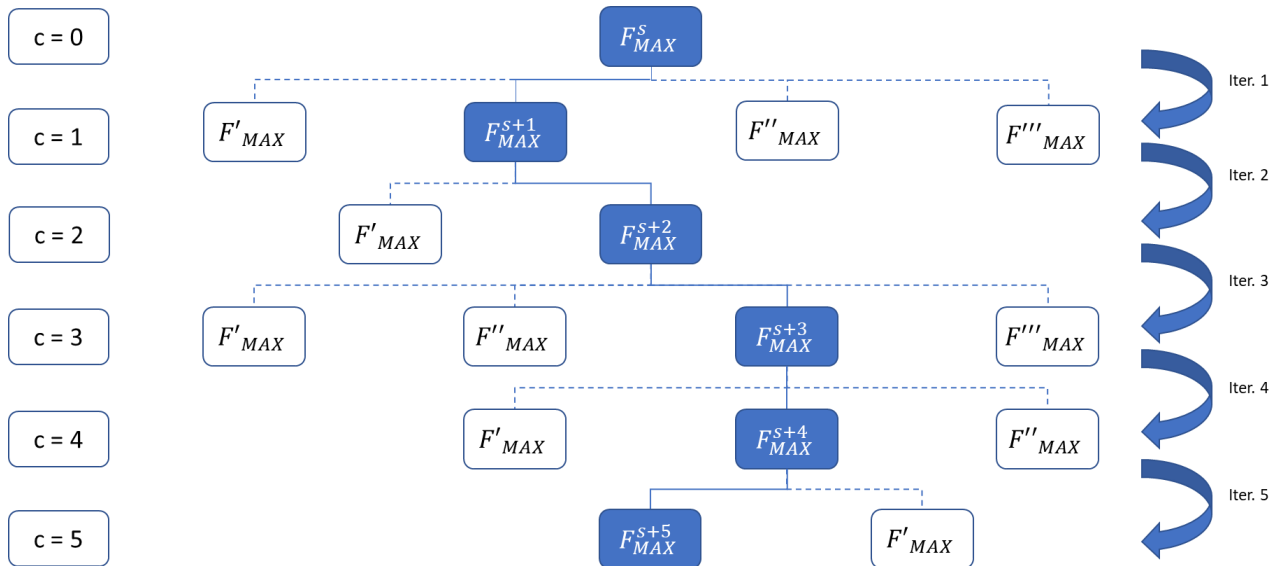 c = 0 F^s_MAX
Iter. 1
c = 1 F'_MAX F^{s+1}_MAX F''_MAX F'''_MAX
Iter. 2
c = 2 F'_MAX F^{s+2}_MAX
Iter. 3
c = 3 F'_MAX F''_MAX F^{s+3}_MAX F'''_MAX
Iter. 4
c = 4 F'_MAX F^{s+4}_MAX F''_MAX
Iter. 5
c = 5 F^{s+5}_MAX F'_MAX